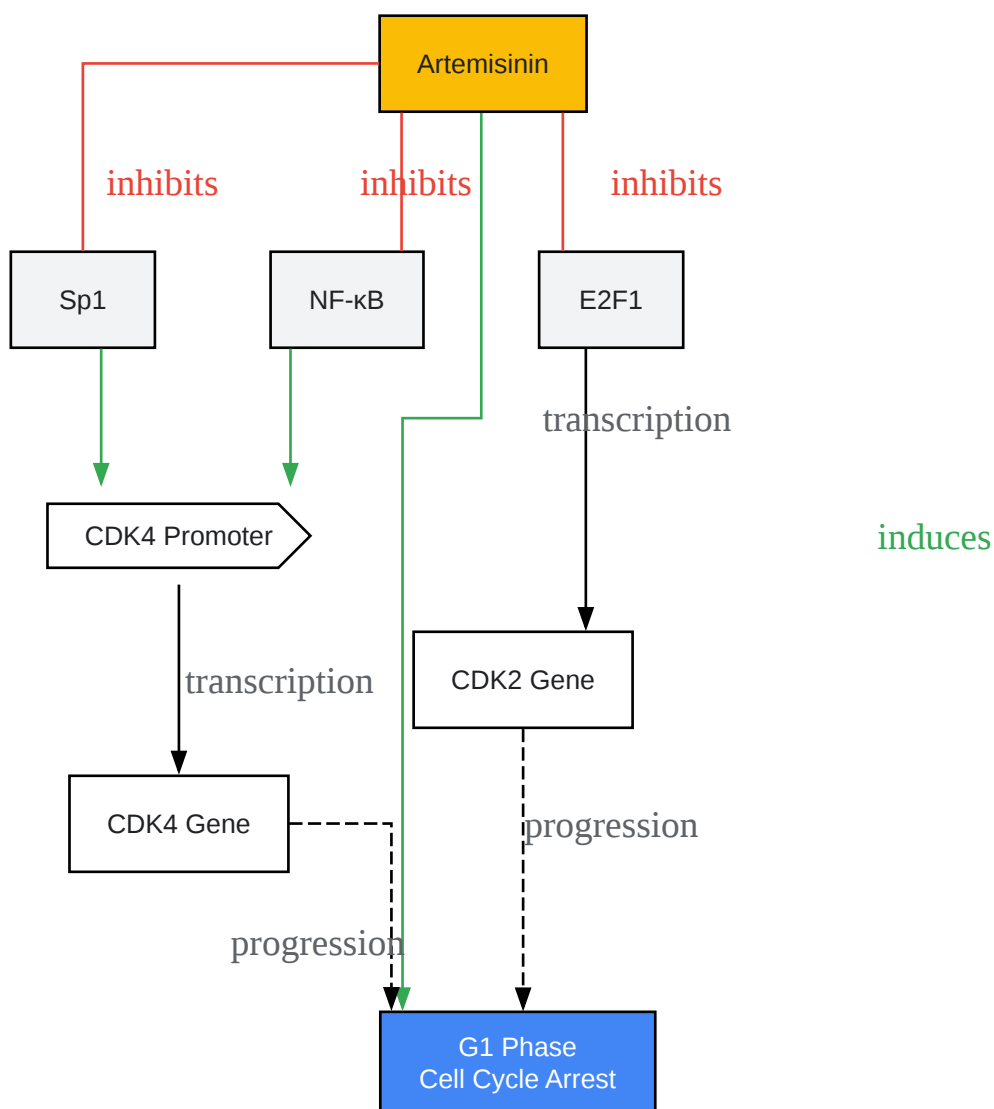 Artemisinin
inhibits
inhibits
inhibits
Sp1
NF-κB
E2F1
transcription
CDK4 Promoter
induces
transcription
CDK2 Gene
CDK4 Gene
progression
progression
G1 Phase
Cell Cycle Arrest